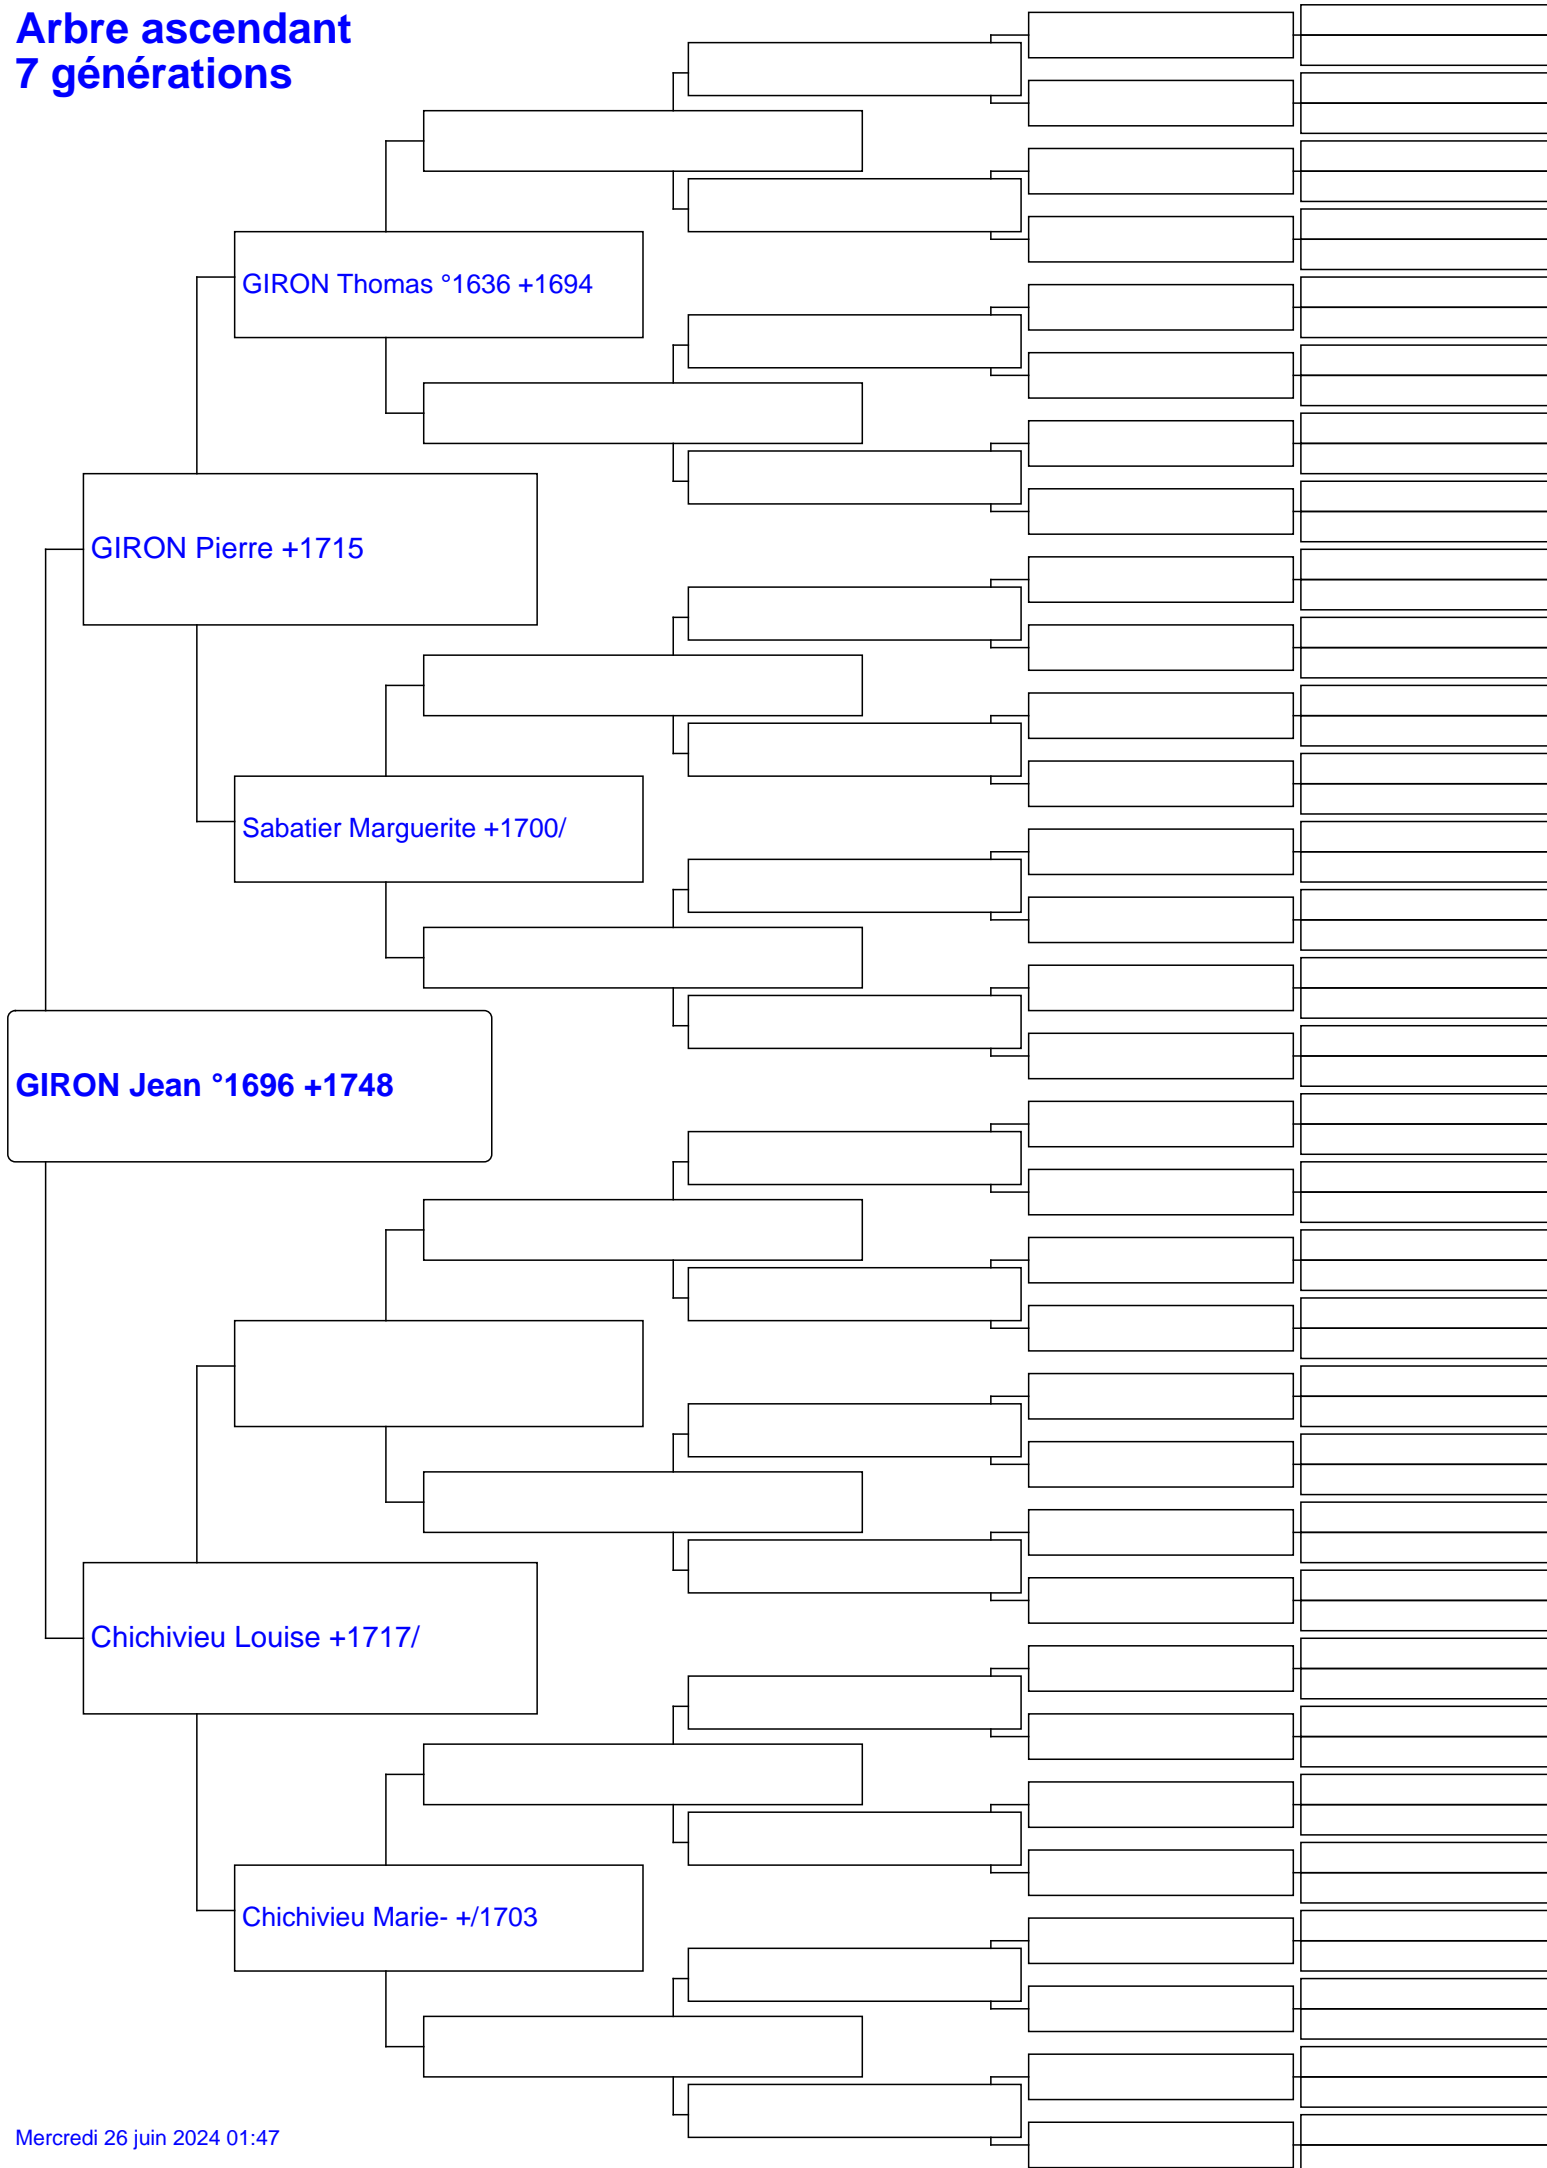 Arbre ascendant
7 générations
GIRON Thomas °1636 +1694
GIRON Pierre +1715
Sabatier Marguerite +1700/
GIRON Jean °1696 +1748
Chichivieu Louise +1717/
Chichivieu Marie- +/1703
Mercredi 26 juin 2024 01:47